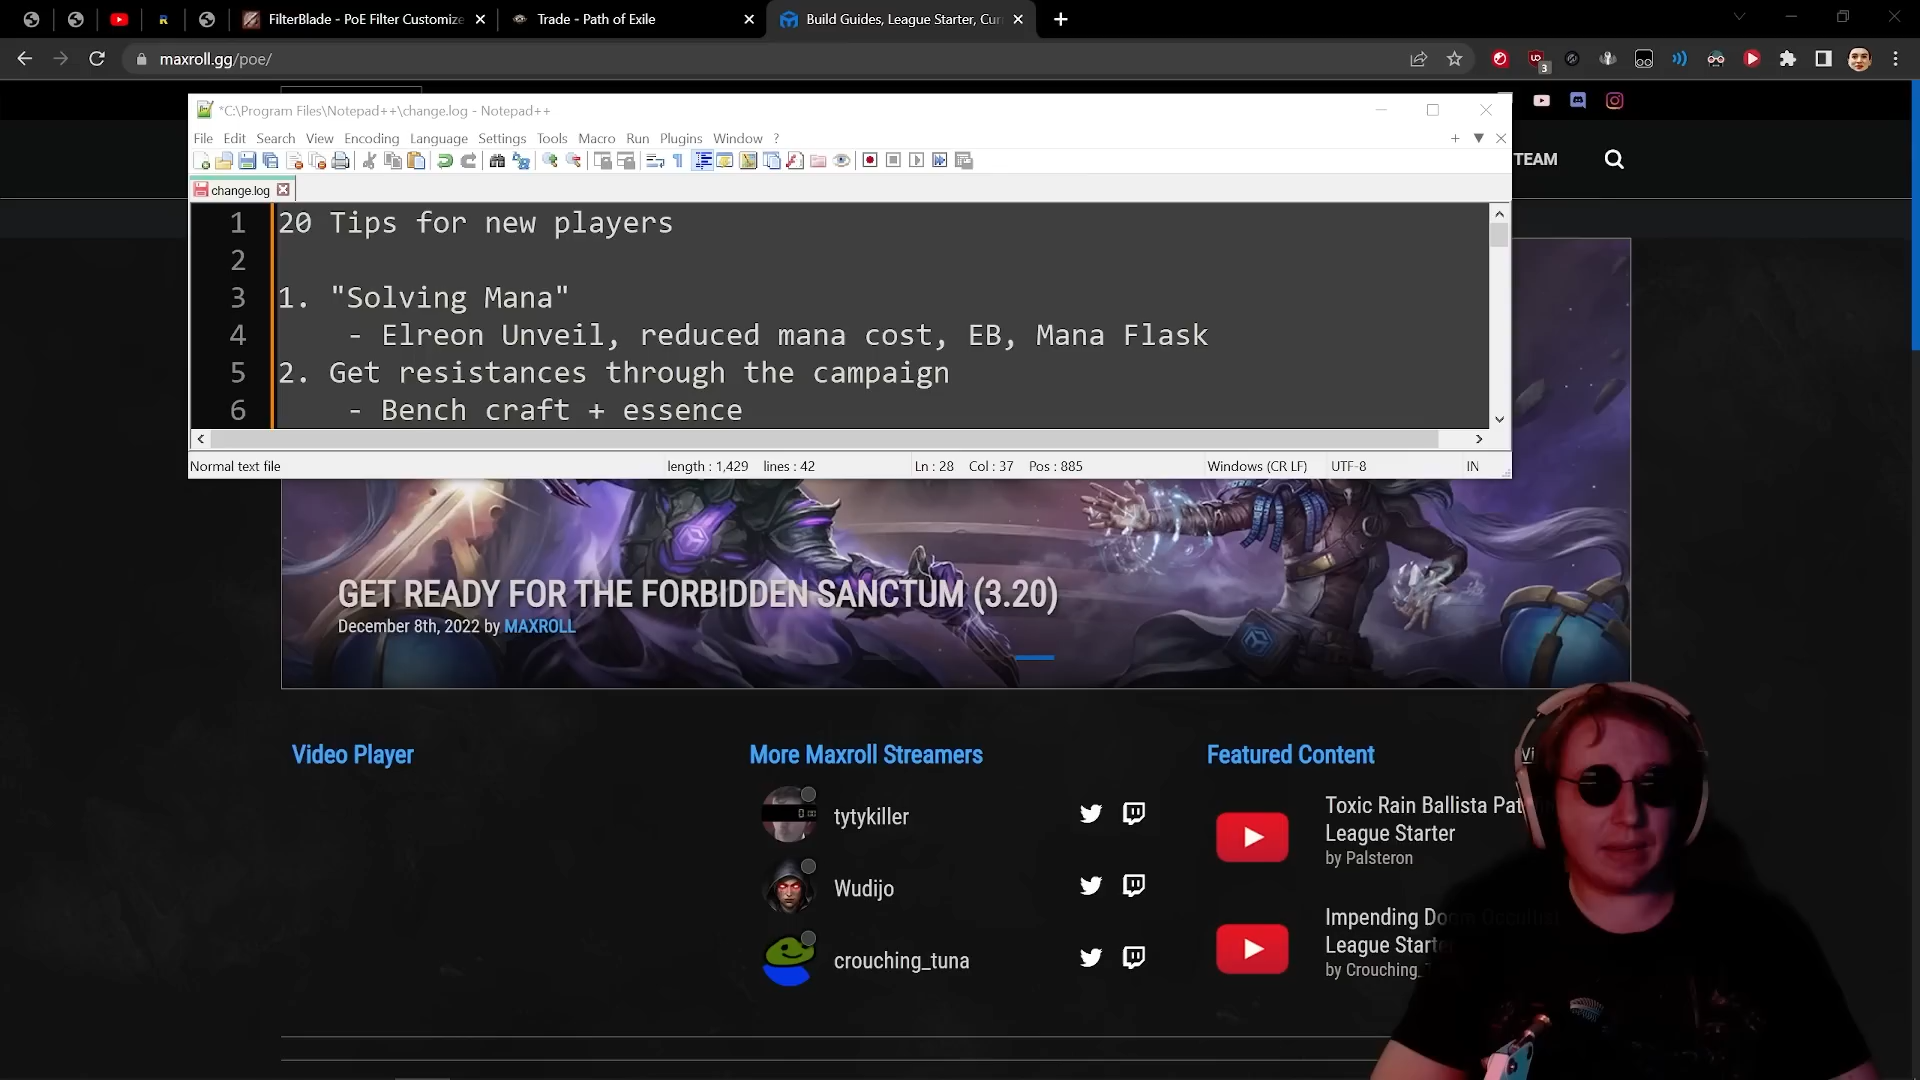 FilterBlade - PoE Filter Customize
Trade - Path of Exile
Build Guides, League Starter, Cur
maxroll.gg/poe/
3
*C:\Program Files\Notepad++\change.log - Notepad++
File Edit Search View Encoding Language Settings Tools Macro Run Plugins Window ?
TEAM
change.log
1 20 Tips for new players
2
3 1. "Solving Mana"
4 - Elreon Unveil, reduced mana cost, EB, Mana Flask
5 2. Get resistances through the campaign
6 - Bench craft + essence
Normal text file length : 1,429 lines : 42 Ln : 28 Col : 37 Pos : 885 Windows (CR LF) UTF-8 IN
GET READY FOR THE FORBIDDEN SANCTUM (3.20)
December 8th, 2022 by MAXROLL
Video Player
More Maxroll Streamers
tytykiller
Wudijo
crouching_tuna
Featured Content
Vi
Toxic Rain Ballista Pat
League Starter
by Palsteron
Impending Doom Occultist
League Starte
by Crouching_T